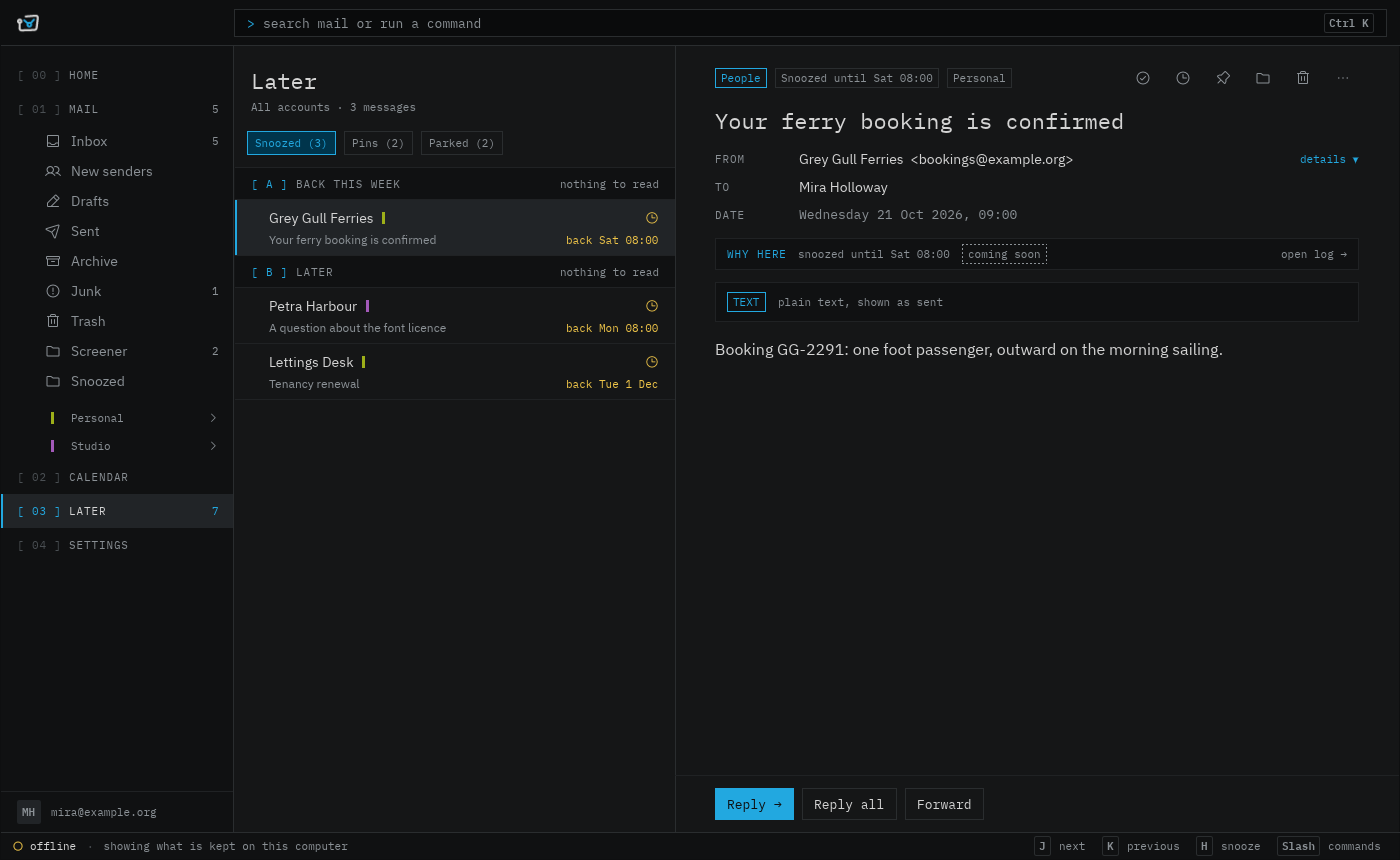 > search mail or run a command Ctrl K
[ 00 ] HOME
[ 01 ] MAIL 5
Inbox 5
New senders
Drafts
Sent
Archive
Junk 1
Trash
Screener 2
Snoozed
Personal
Studio
[ 02 ] CALENDAR
[ 03 ] LATER 7
[ 04 ] SETTINGS
MH mira@example.org
Later
All accounts · 3 messages
Snoozed (3) Pins (2) Parked (2)
[ A ] BACK THIS WEEK nothing to read
Grey Gull Ferries
Your ferry booking is confirmed back Sat 08:00
[ B ] LATER nothing to read
Petra Harbour
A question about the font licence back Mon 08:00
Lettings Desk
Tenancy renewal back Tue 1 Dec
People Snoozed until Sat 08:00 Personal
Your ferry booking is confirmed
FROM Grey Gull Ferries <bookings@example.org> details ▾
TO Mira Holloway
DATE Wednesday 21 Oct 2026, 09:00
WHY HERE snoozed until Sat 08:00 coming soon open log →
TEXT plain text, shown as sent
Booking GG-2291: one foot passenger, outward on the morning sailing.
Reply → Reply all Forward
offline · showing what is kept on this computer J next K previous H snooze Slash commands